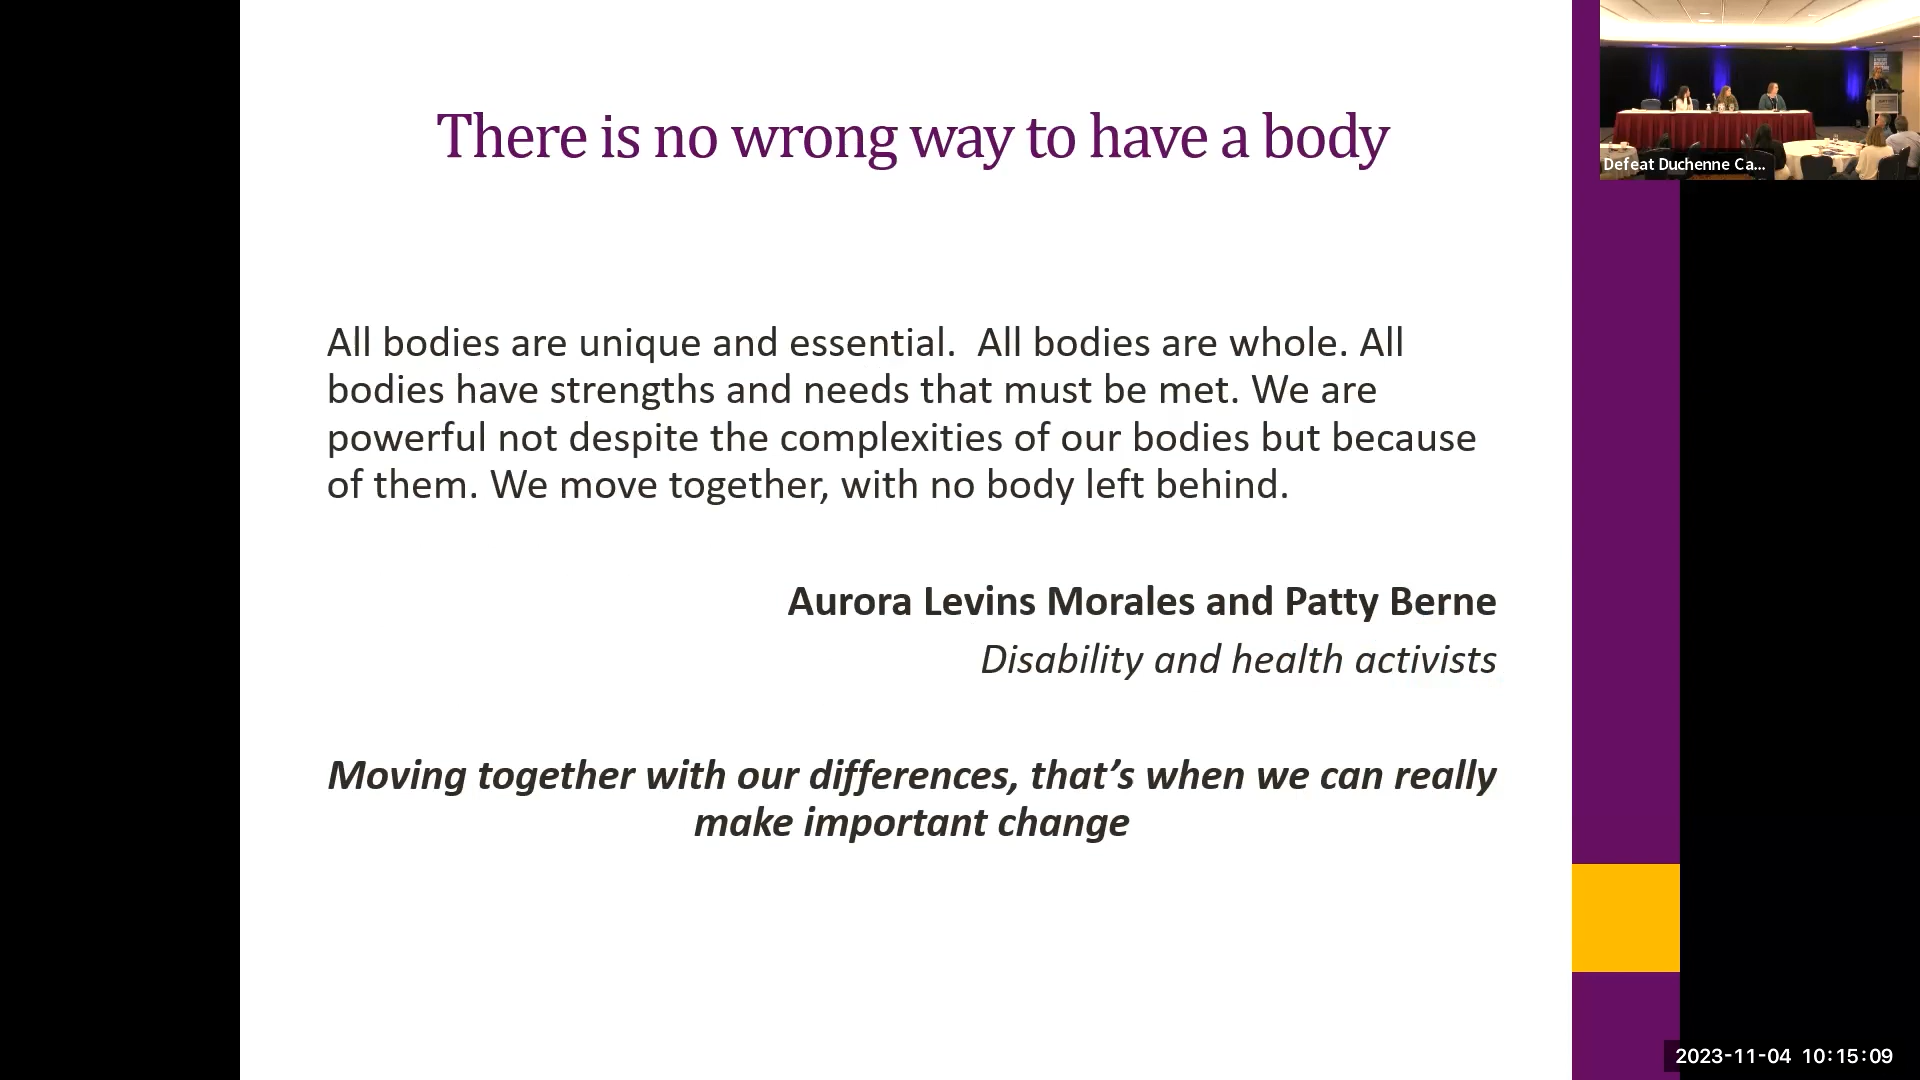 There is no wrong way to have a body
All bodies are unique and essential.  All bodies are whole. All
bodies have strengths and needs that must be met. We are
powerful not despite the complexities of our bodies but because
of them. We move together, with no body left behind.
Aurora Levins Morales and Patty Berne
Disability and health activists
Moving together with our differences, that’s when we can really
make important change
Defeat Duchenne Ca...
2023-11-04 10:15:09